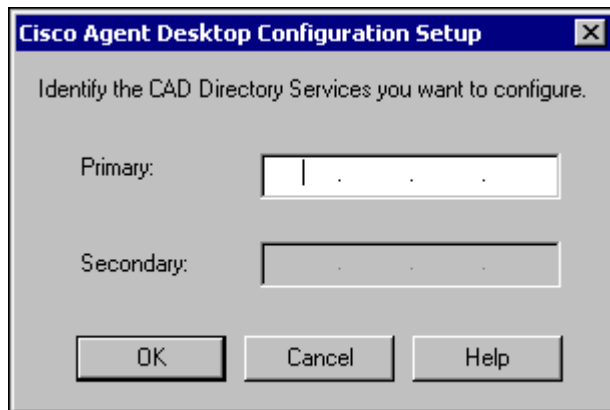 Cisco Agent Desktop Configuration Setup
Identify the CAD Directory Services you want to configure.
Primary:
. . .
Secondary:
. . .
OK Cancel Help